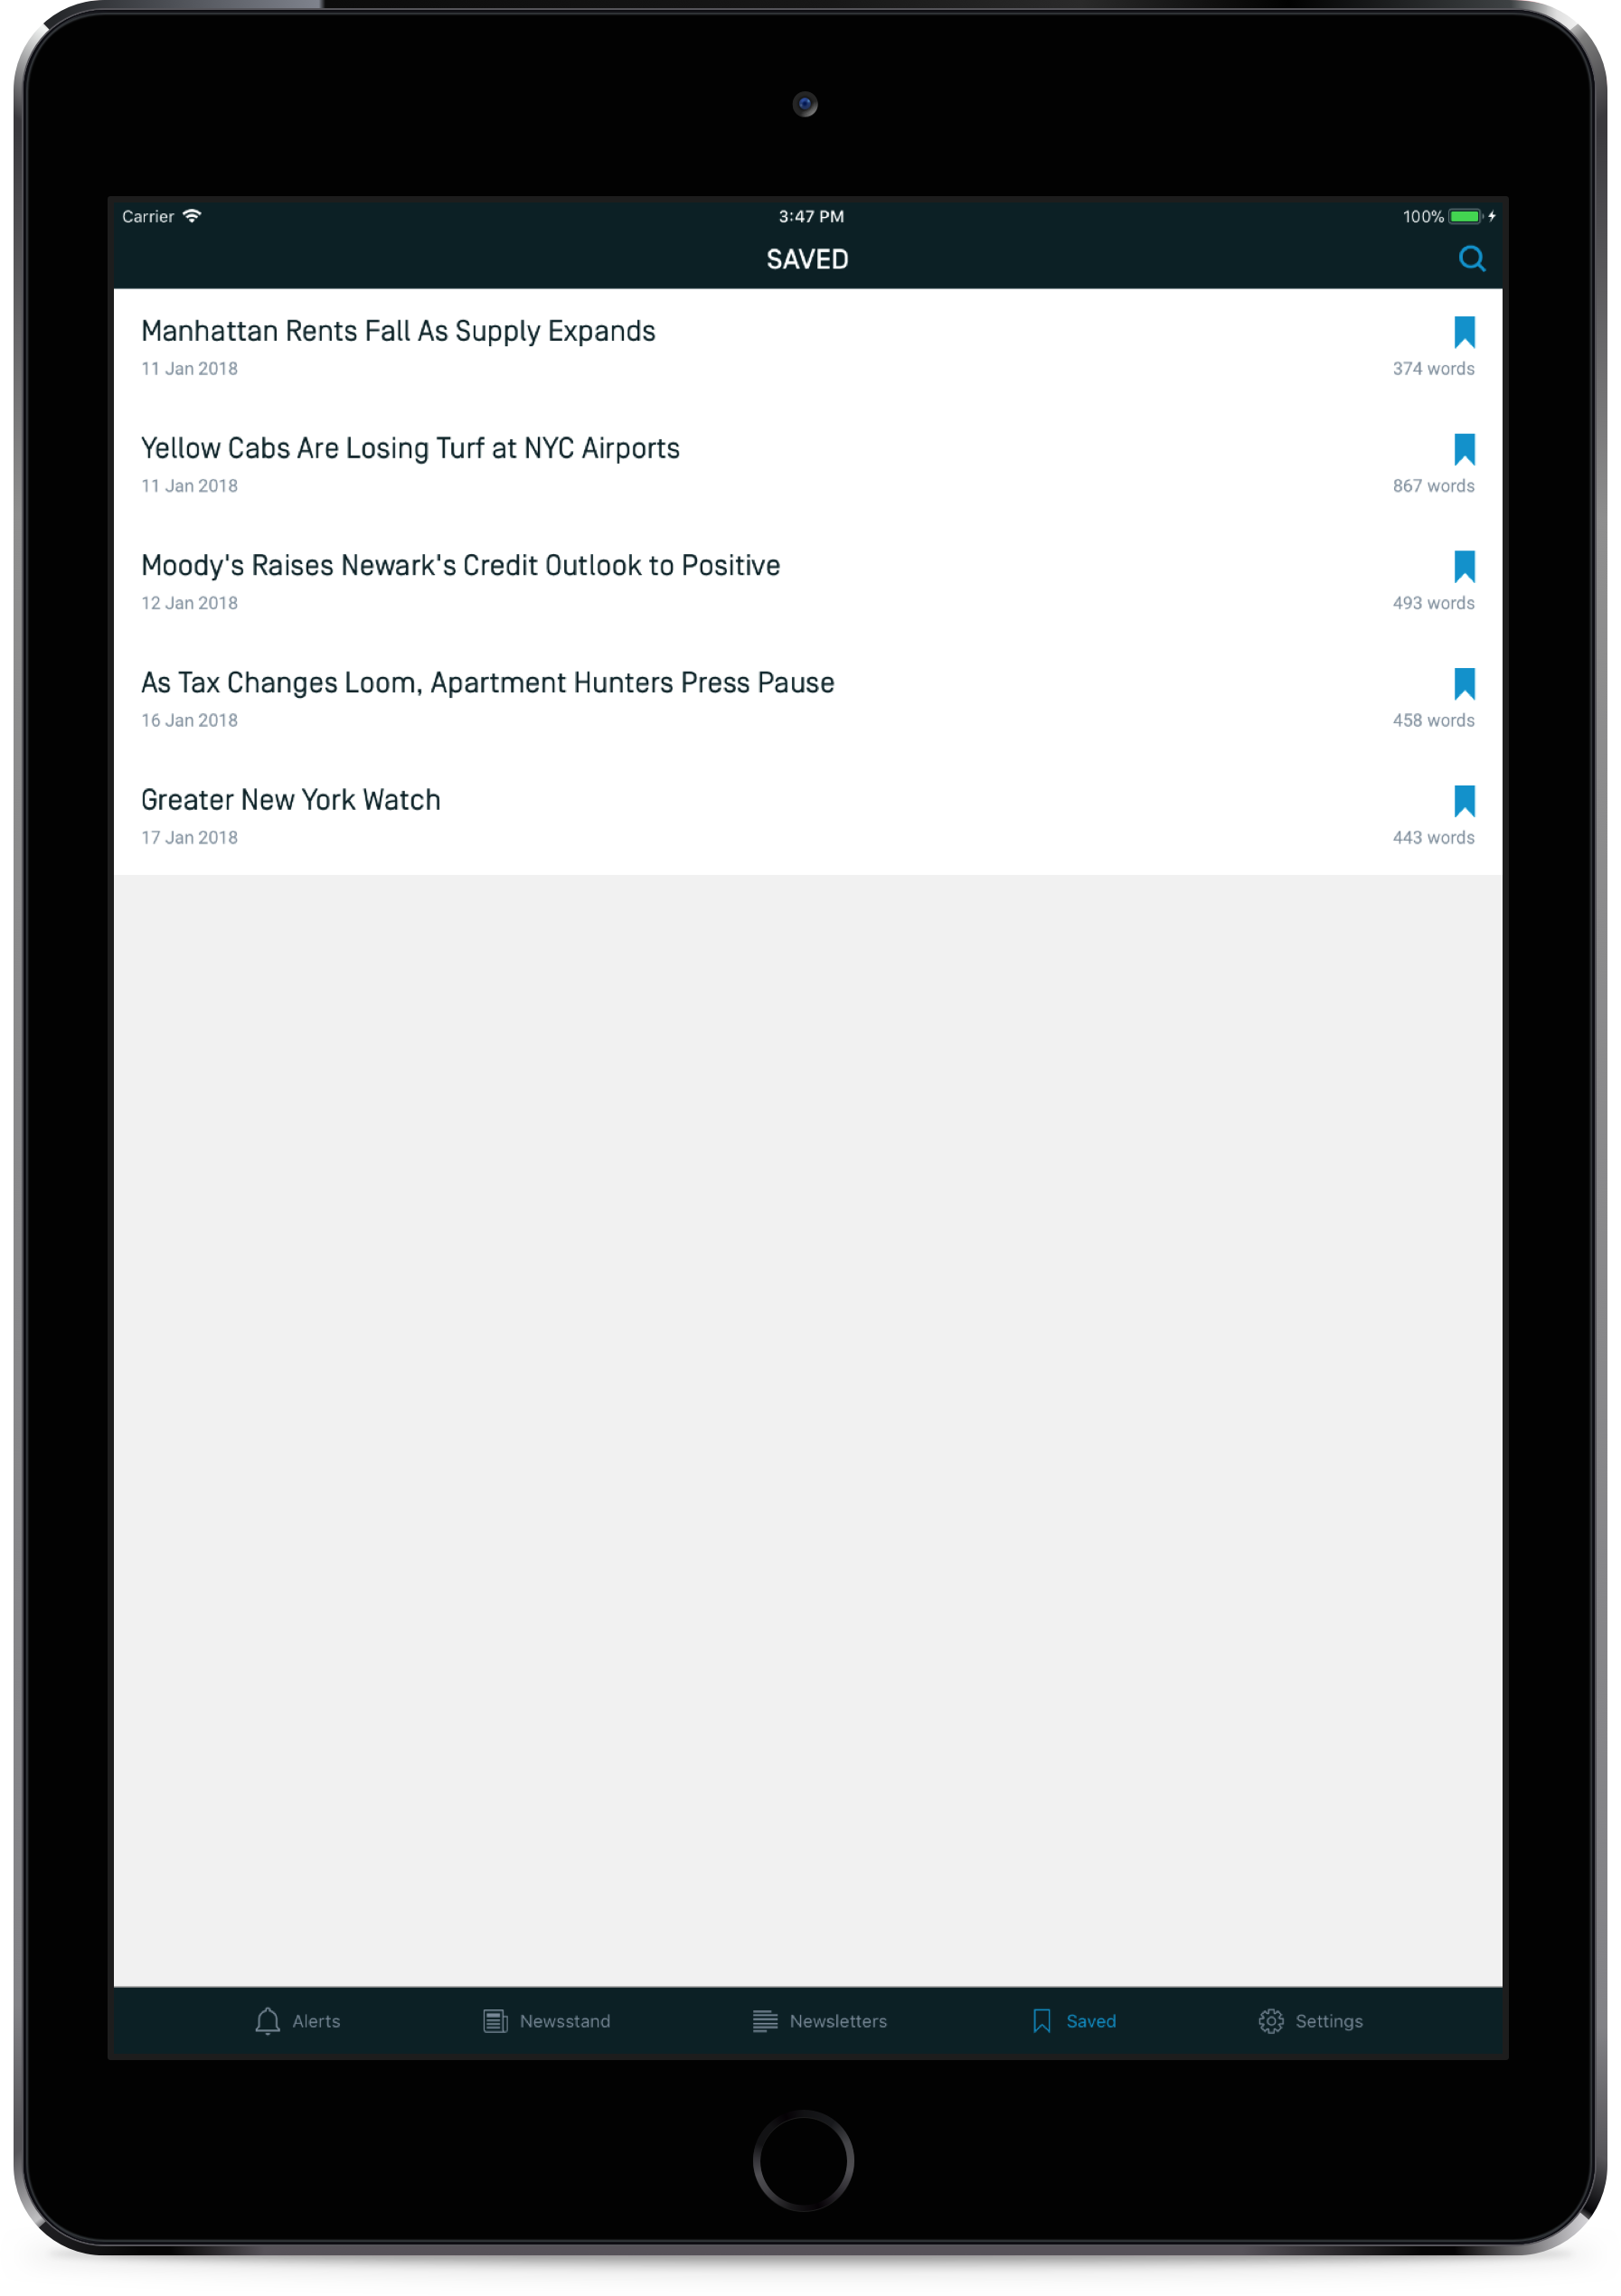 Carrier 3:47 PM 100%
SAVED
Manhattan Rents Fall As Supply Expands
11 Jan 2018 374 words
Yellow Cabs Are Losing Turf at NYC Airports
11 Jan 2018 867 words
Moody's Raises Newark's Credit Outlook to Positive
12 Jan 2018 493 words
As Tax Changes Loom, Apartment Hunters Press Pause
16 Jan 2018 458 words
Greater New York Watch
17 Jan 2018 443 words
Alerts Newsstand Newsletters Saved Settings